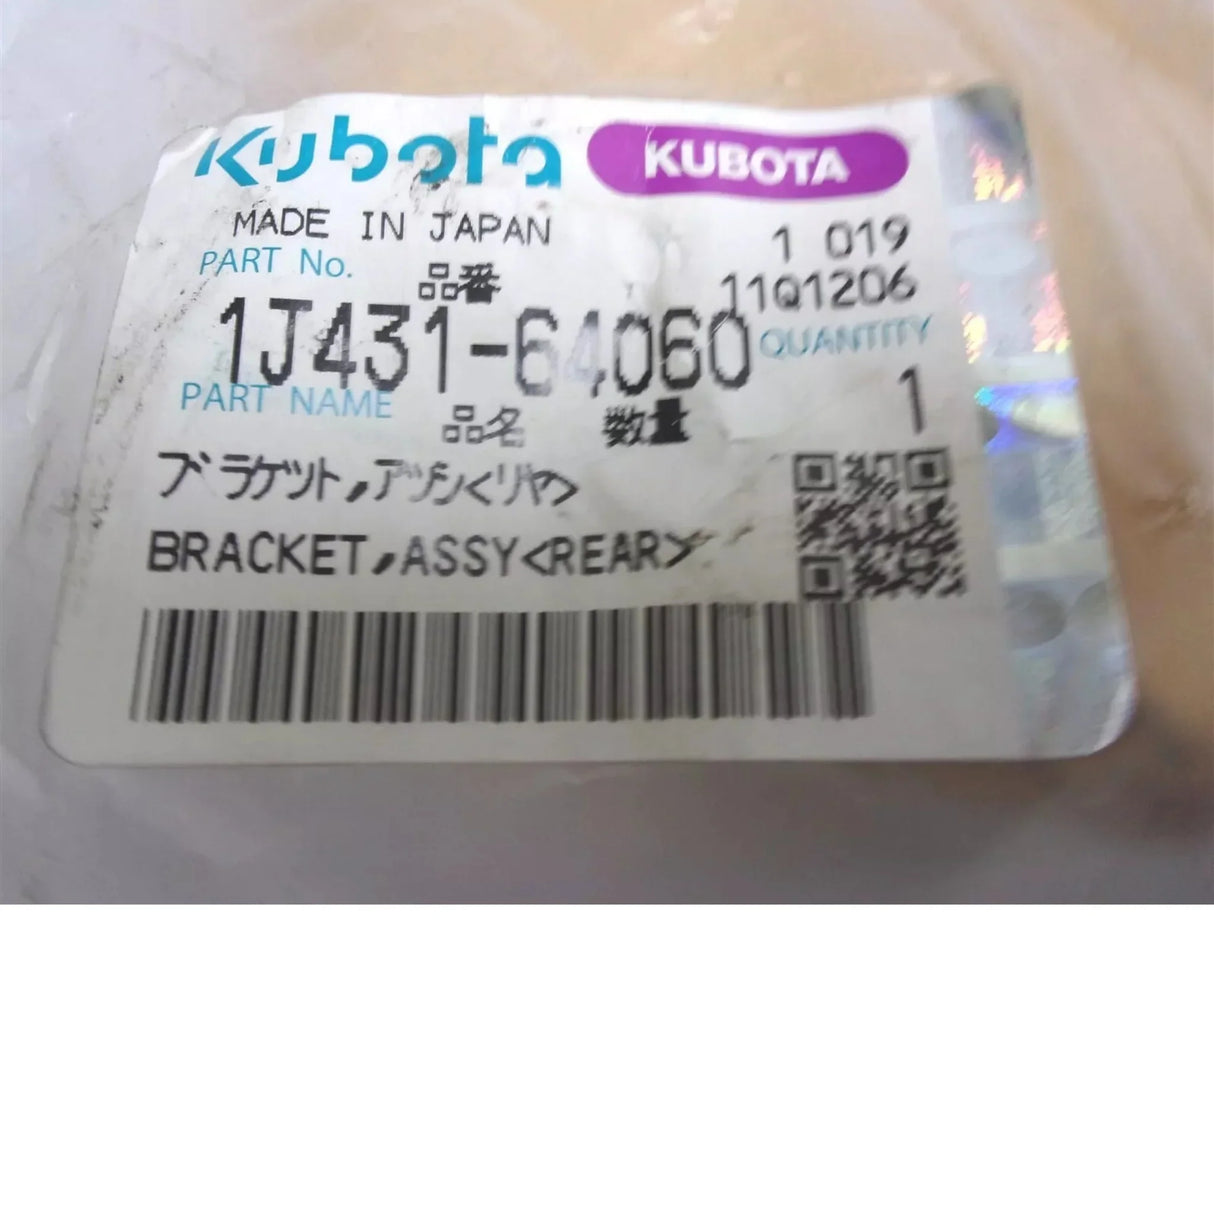 Kubota KUBOTA
MADE IN JAPAN
1 019
PART No. 品番
11Q1206
1J431-64060
QUANTITY
PART NAME 品名 数量 1
ブラケット,アツシ<リヤ>
BRACKET,ASSY<REAR>